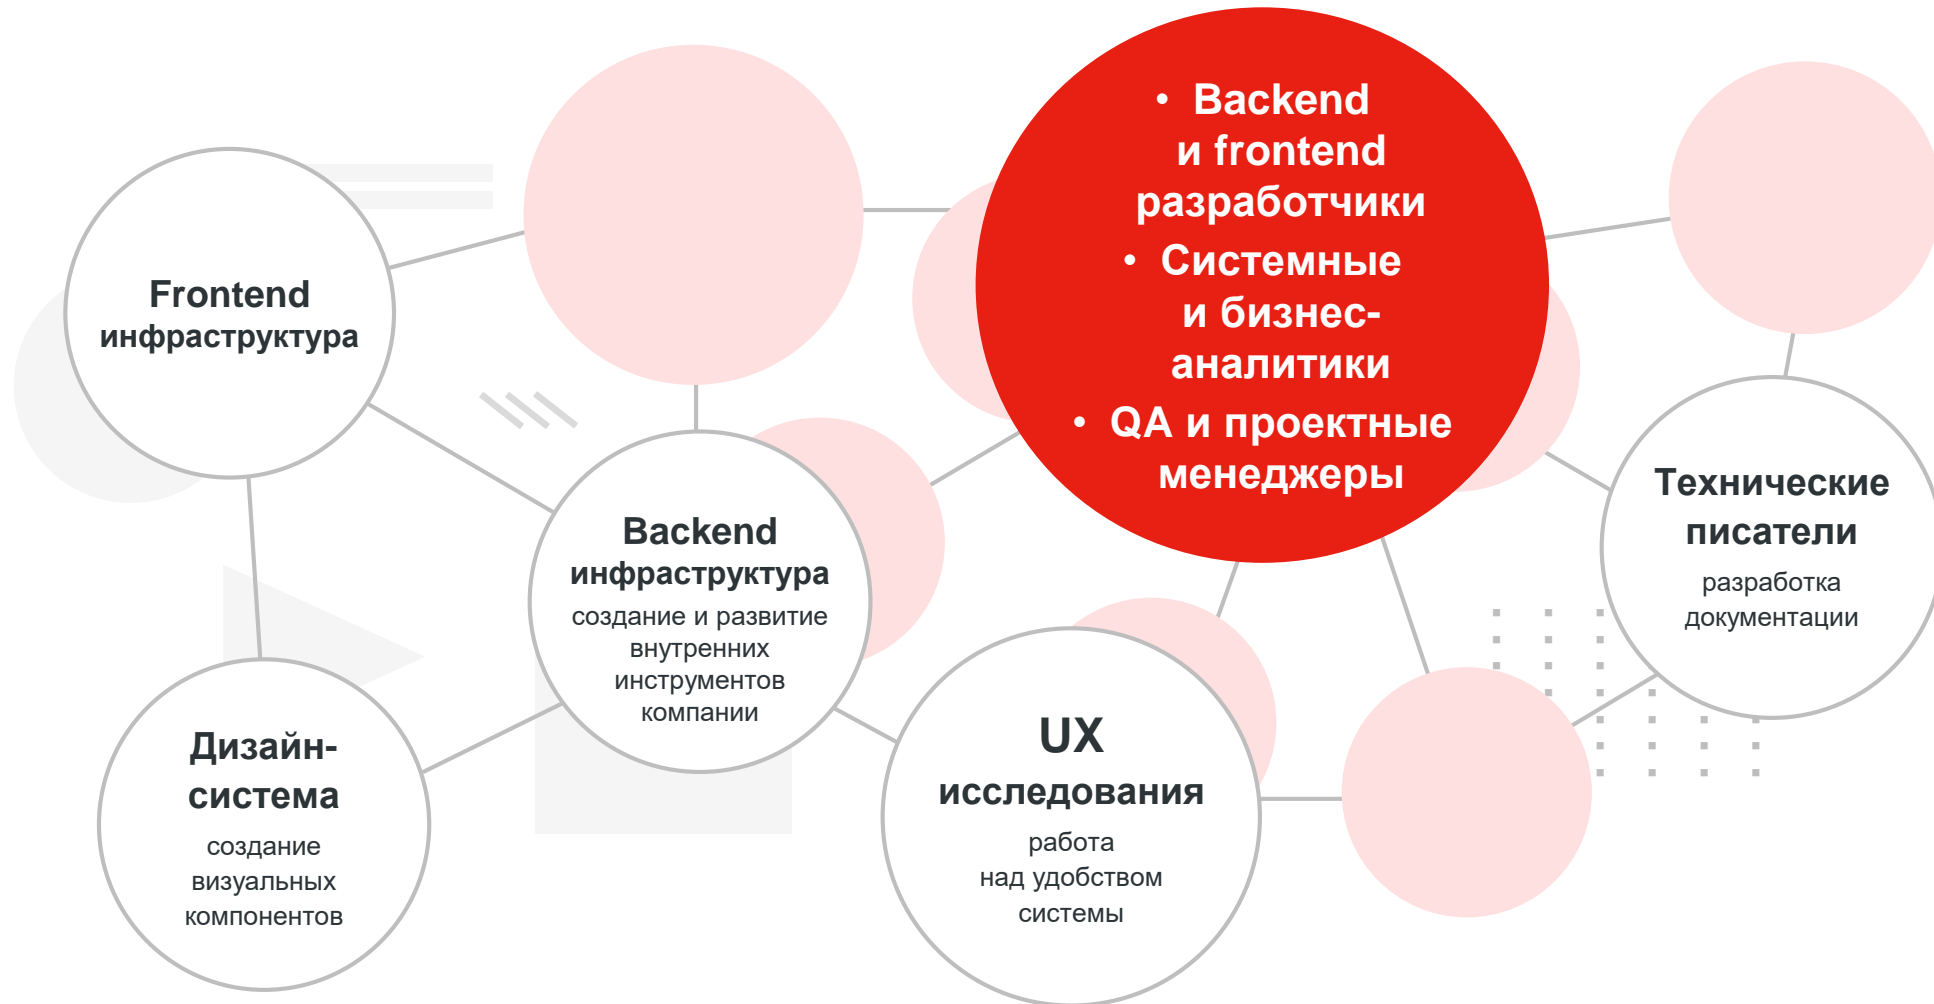 Frontend
инфраструктура
• Backend
и frontend
разработчики
• Системные
и бизнес-
аналитики
• QA и проектные
менеджеры
Backend
инфраструктура
создание и развитие
внутренних
инструментов
компании
Технические
писатели
разработка
документации
Дизайн-
система
создание
визуальных
компонентов
UX
исследования
работа
над удобством
системы